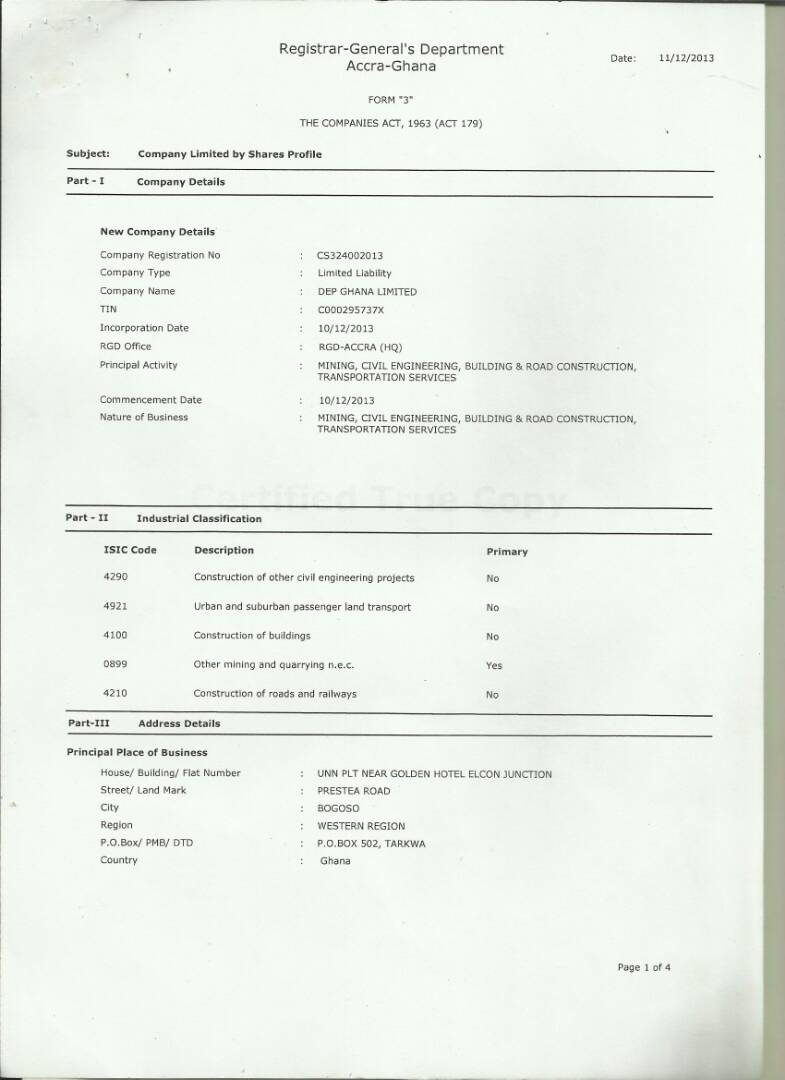 Registrar-General's Department
Accra-Ghana
Date: 11/12/2013
FORM "3"
THE COMPANIES ACT, 1963 (ACT 179)
Subject: Company Limited by Shares Profile
Part - I Company Details
New Company Details
Company Registration No : CS324002013
Company Type : Limited Liability
Company Name : DEP GHANA LIMITED
TIN : C000295737X
Incorporation Date : 10/12/2013
RGD Office : RGD-ACCRA (HQ)
Principal Activity : MINING, CIVIL ENGINEERING, BUILDING & ROAD CONSTRUCTION,
TRANSPORTATION SERVICES
Commencement Date : 10/12/2013
Nature of Business : MINING, CIVIL ENGINEERING, BUILDING & ROAD CONSTRUCTION,
TRANSPORTATION SERVICES
Certified True Copy
Part - II Industrial Classification
ISIC Code Description Primary
4290 Construction of other civil engineering projects No
4921 Urban and suburban passenger land transport No
4100 Construction of buildings No
0899 Other mining and quarrying n.e.c. Yes
4210 Construction of roads and railways No
Part-III Address Details
Principal Place of Business
House/ Building/ Flat Number : UNN PLT NEAR GOLDEN HOTEL ELCON JUNCTION
Street/ Land Mark : PRESTEA ROAD
City : BOGOSO
Region : WESTERN REGION
P.O.Box/ PMB/ DTD : P.O.BOX 502, TARKWA
Country : Ghana
Page 1 of 4